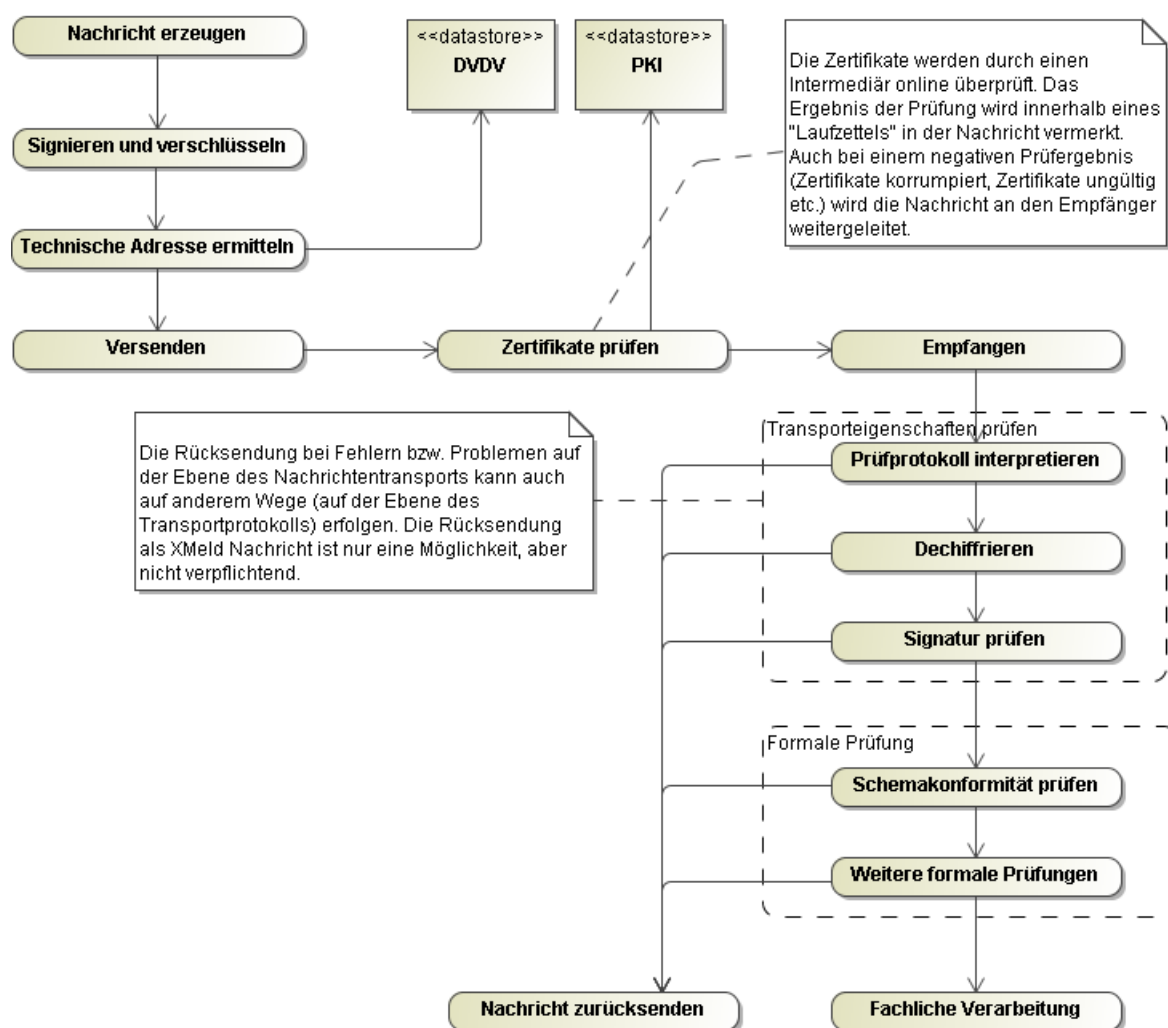 Nachricht erzeugen
<<datastore>>
DVDV
<<datastore>>
PKI
Die Zertifikate werden durch einen
Intermediär online überprüft. Das
Ergebnis der Prüfung wird innerhalb eines
"Laufzettels" in der Nachricht vermerkt.
Auch bei einem negativen Prüfergebnis
(Zertifikate korrumpiert, Zertifikate ungültig
etc.) wird die Nachricht an den Empfänger
weitergeleitet.
Signieren und verschlüsseln
Technische Adresse ermitteln
Versenden
Zertifikate prüfen
Empfangen
Die Rücksendung bei Fehlern bzw. Problemen auf
der Ebene des Nachrichtentransports kann auch
auf anderem Wege (auf der Ebene des
Transportprotokolls) erfolgen. Die Rücksendung
als XMeld Nachricht ist nur eine Möglichkeit, aber
nicht verpflichtend.
Transporteigenschaften prüfen
Prüfprotokoll interpretieren
Dechiffrieren
Signatur prüfen
Formale Prüfung
Schemakonformität prüfen
Weitere formale Prüfungen
Nachricht zurücksenden
Fachliche Verarbeitung